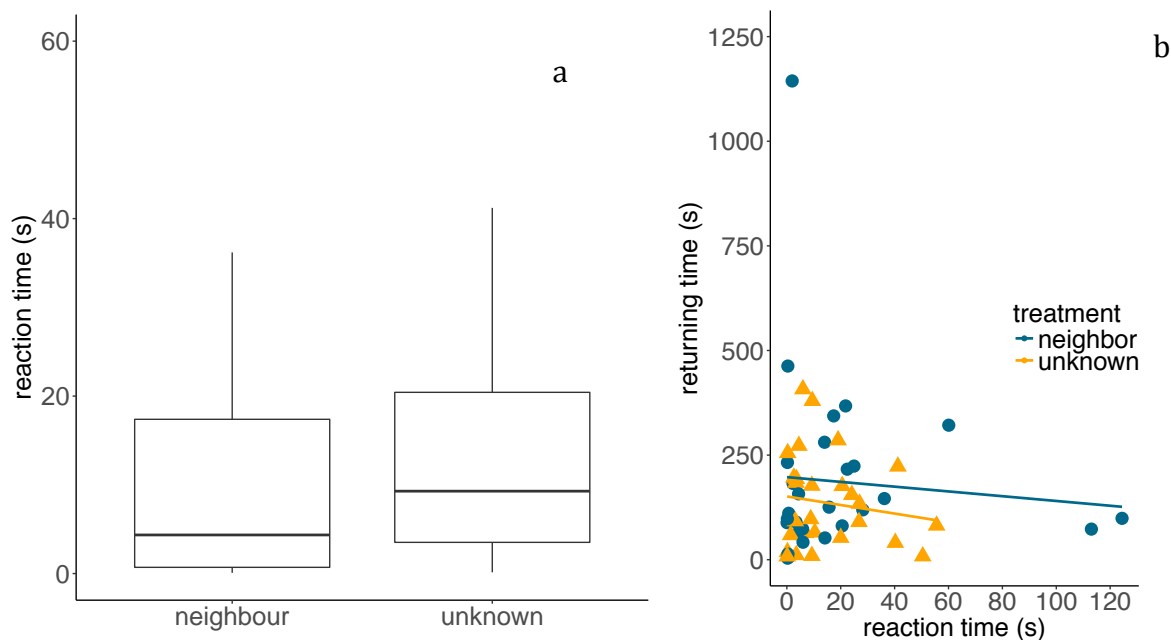 60
40
20
0
reaction time (s)
neighbour
unknown
a
1250
1000
750
500
250
0
returning time (s)
0 20 40 60 80 100 120
reaction time (s)
treatment
neighbor
unknown
b